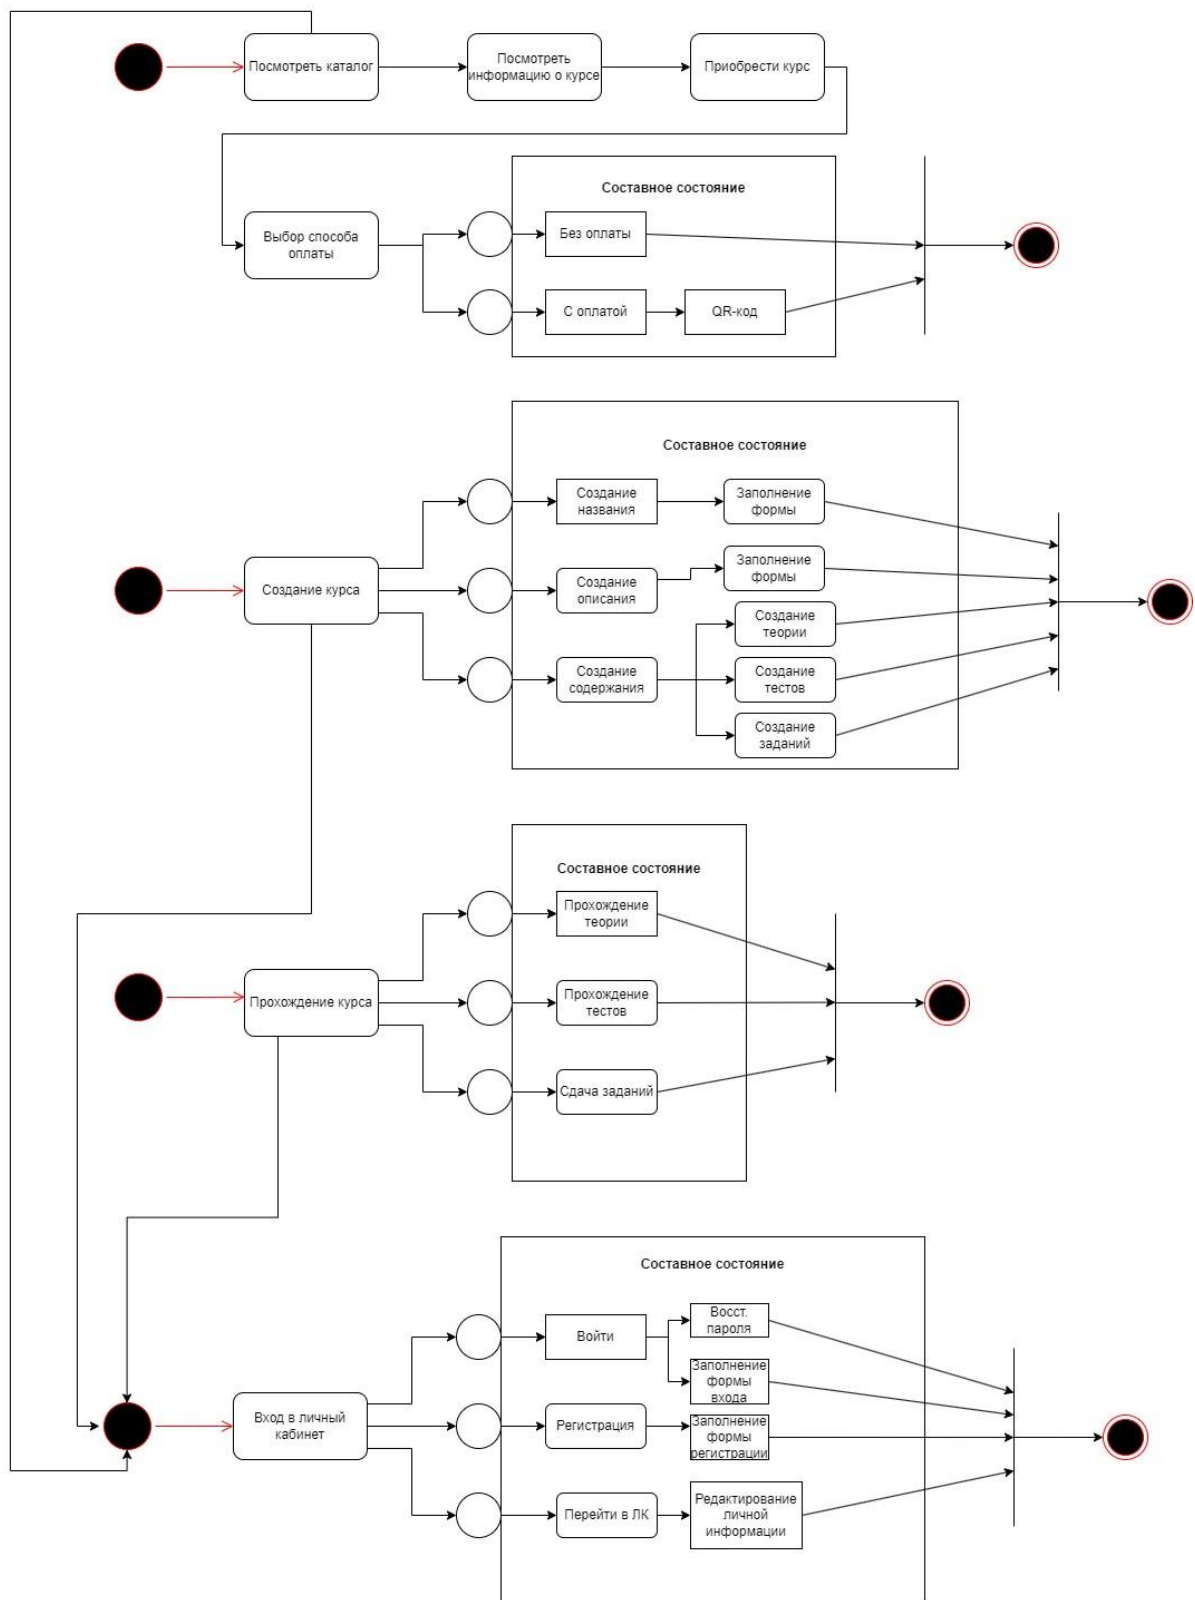 Посмотреть каталог
Посмотреть
информацию о курсе
Приобрести курс
Составное состояние
Выбор способа
оплаты
Без оплаты
С оплатой
QR-код
Составное состояние
Создание
названия
Заполнение
формы
Создание курса
Создание
описания
Заполнение
формы
Создание
теории
Создание
содержания
Создание
тестов
Создание
заданий
Составное состояние
Прохождение
теории
Прохождение курса
Прохождение
тестов
Сдача заданий
Составное состояние
Войти
Восст.
пароля
Заполнение
формы
входа
Вход в личный
кабинет
Регистрация
Заполнение
формы
регистрации
Перейти в ЛК
Редактирование
личной
информации